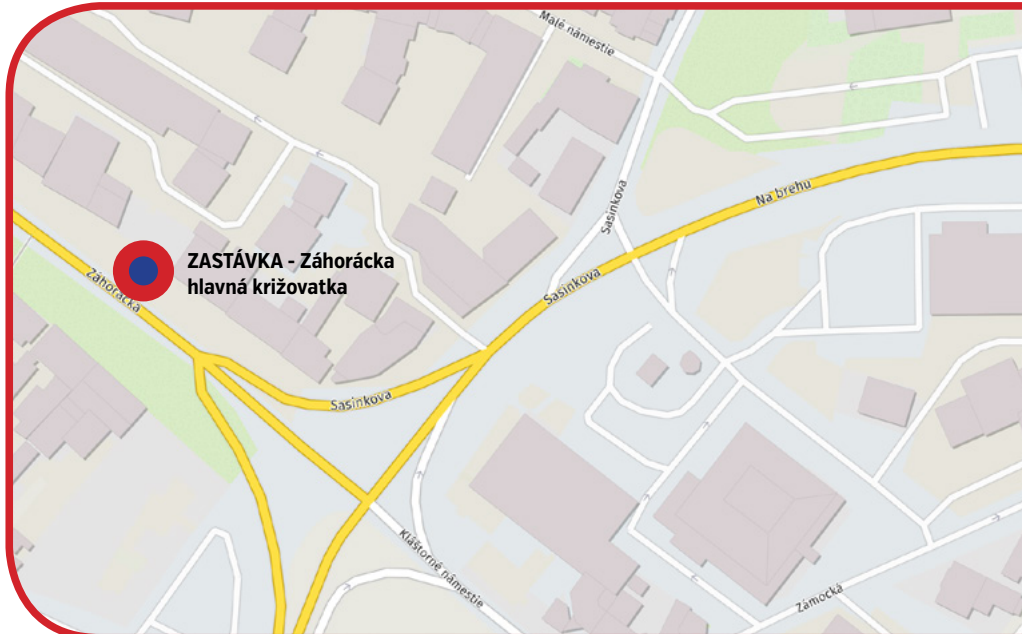 Malé námestie
Sasinkova
Na brehu
ZASTÁVKA - Záhorácka
hlavná križovatka
Záhorácka
Sasinkova
Sasinkova
Kláštorné námestie
Zámocká